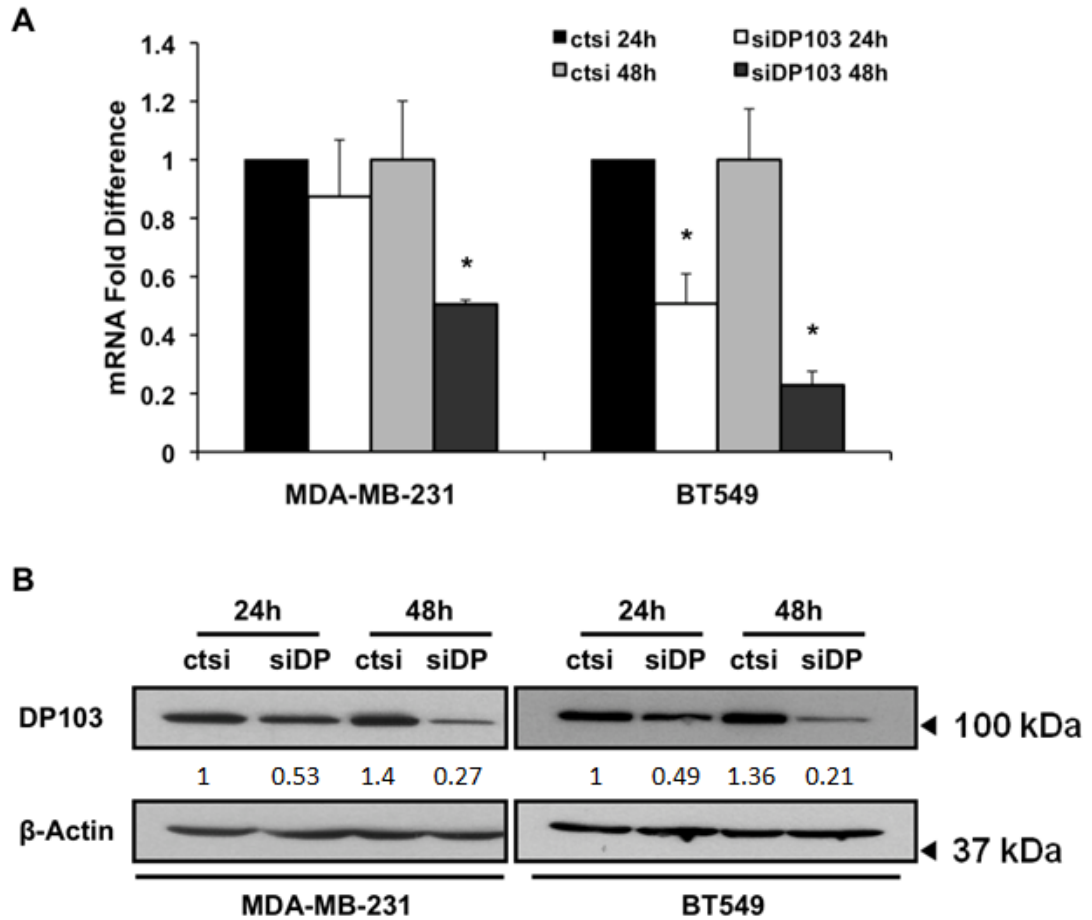 A
ctsi 24h siDP103 24h
ctsi 48h siDP103 48h
mRNA Fold Difference
1.4
1.2
1
0.8
0.6
0.4
0.2
0
* * *
MDA-MB-231 BT549
B
24h 48h 24h 48h
ctsi siDP ctsi siDP ctsi siDP ctsi siDP
DP103 100 kDa
1 0.53 1.4 0.27 1 0.49 1.36 0.21
β-Actin 37 kDa
MDA-MB-231 BT549